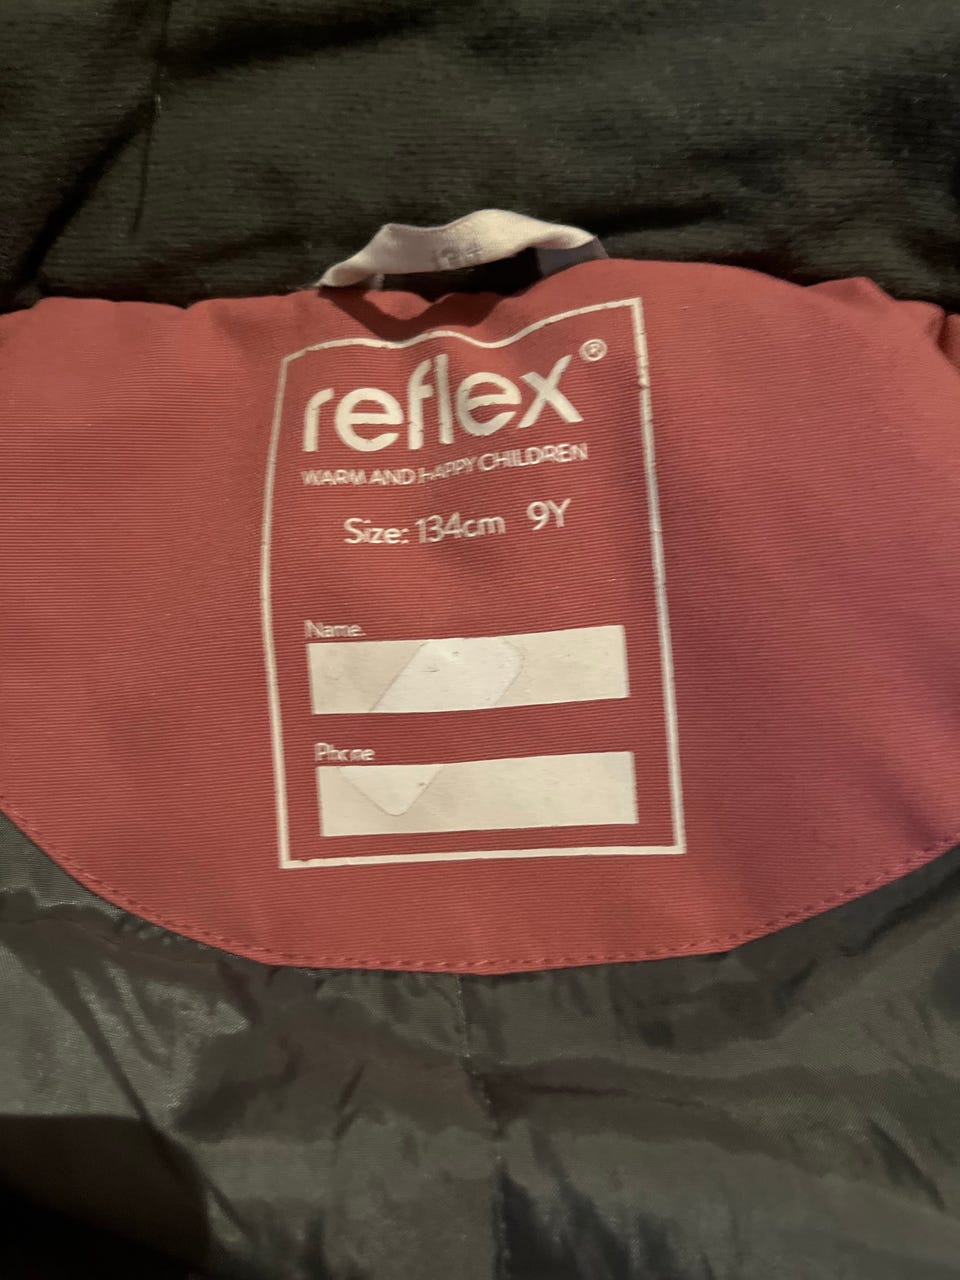 reflex®
WARM AND HAPPY CHILDREN
Size: 134cm 9Y
Name.
Phone